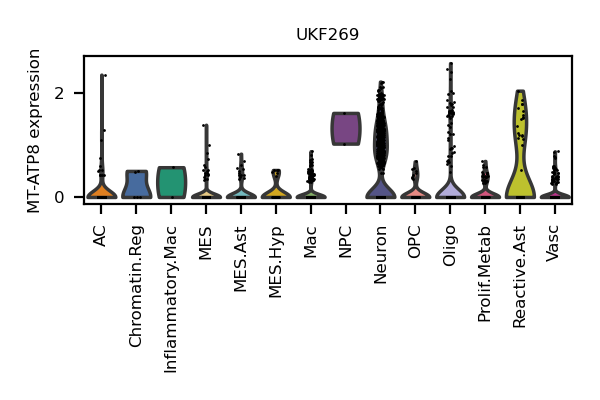 UKF269
MT-ATP8 expression
2
0
AC
Chromatin.Reg
Inflammatory.Mac
MES
MES.Ast
MES.Hyp
Mac
NPC
Neuron
OPC
Oligo
Prolif.Metab
Reactive.Ast
Vasc